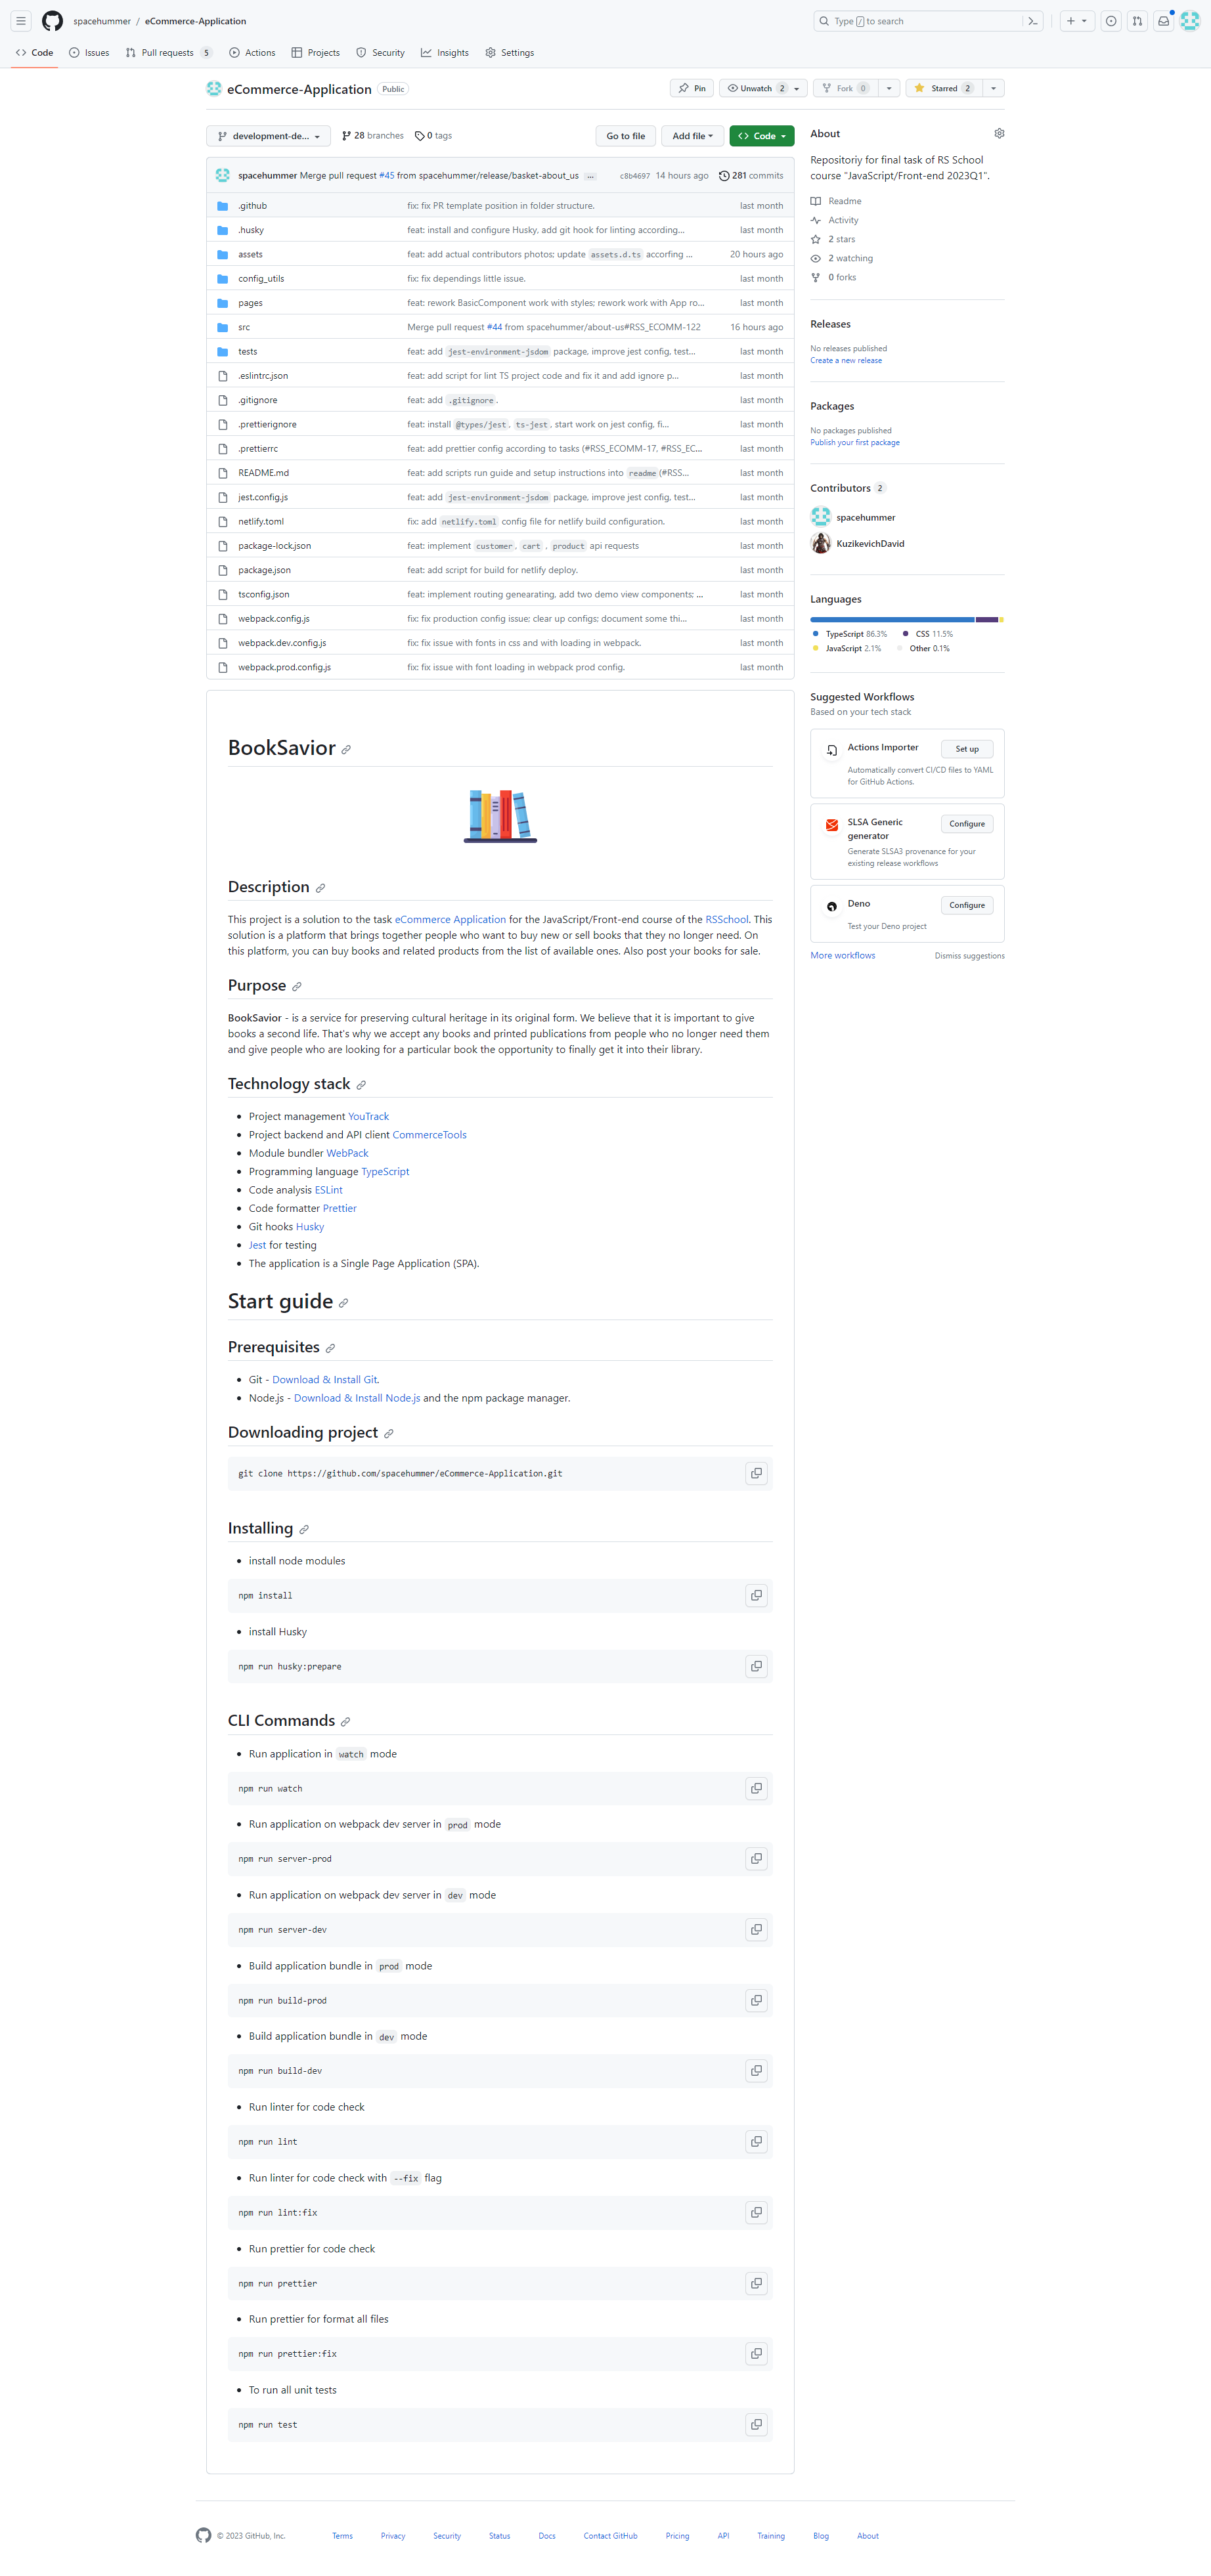 spacehummer / eCommerce-Application
Type / to search
Code Issues Pull requests 5 Actions Projects Security Insights Settings
eCommerce-Application Public
Pin Unwatch 2 Fork 0 Starred 2
development-de... 28 branches 0 tags Go to file Add file Code
spacehummer Merge pull request #45 from spacehummer/release/basket-about_us ... c8b4697 14 hours ago 281 commits
.github fix: fix PR template position in folder structure. last month
.husky feat: install and configure Husky, add git hook for linting according... last month
assets feat: add actual contributors photos; update assets.d.ts accorfing ... 20 hours ago
config_utils fix: fix dependings little issue. last month
pages feat: rework BasicComponent work with styles; rework work with App ro... last month
src Merge pull request #44 from spacehummer/about-us#RSS_ECOMM-122 16 hours ago
tests feat: add jest-environment-jsdom package, improve jest config, test... last month
.eslintrc.json feat: add script for lint TS project code and fix it and add ignore p... last month
.gitignore feat: add .gitignore. last month
.prettierignore feat: install @types/jest, ts-jest, start work on jest config, fi... last month
.prettierrc feat: add prettier config according to tasks (#RSS_ECOMM-17, #RSS_EC... last month
README.md feat: add scripts run guide and setup instructions into readme (#RSS... last month
jest.config.js feat: add jest-environment-jsdom package, improve jest config, test... last month
netlify.toml fix: add netlify.toml config file for netlify build configuration. last month
package-lock.json feat: implement customer, cart , product api requests last month
package.json feat: add script for build for netlify deploy. last month
tsconfig.json feat: implement routing genearating, add two demo view components; ... last month
webpack.config.js fix: fix production config issue; clear up configs; document some thi... last month
webpack.dev.config.js fix: fix issue with fonts in css and with loading in webpack. last month
webpack.prod.config.js fix: fix issue with font loading in webpack prod config. last month
BookSavior
Description
This project is a solution to the task eCommerce Application for the JavaScript/Front-end course of the RSSchool. This
solution is a platform that brings together people who want to buy new or sell books that they no longer need. On
this platform, you can buy books and related products from the list of available ones. Also post your books for sale.
Purpose
BookSavior - is a service for preserving cultural heritage in its original form. We believe that it is important to give
books a second life. That's why we accept any books and printed publications from people who no longer need them
and give people who are looking for a particular book the opportunity to finally get it into their library.
Technology stack
Project management YouTrack
Project backend and API client CommerceTools
Module bundler WebPack
Programming language TypeScript
Code analysis ESLint
Code formatter Prettier
Git hooks Husky
Jest for testing
The application is a Single Page Application (SPA).
Start guide
Prerequisites
Git - Download & Install Git.
Node.js - Download & Install Node.js and the npm package manager.
Downloading project
git clone https://github.com/spacehummer/eCommerce-Application.git
Installing
install node modules
npm install
install Husky
npm run husky:prepare
CLI Commands
Run application in watch mode
npm run watch
Run application on webpack dev server in prod mode
npm run server-prod
Run application on webpack dev server in dev mode
npm run server-dev
Build application bundle in prod mode
npm run build-prod
Build application bundle in dev mode
npm run build-dev
Run linter for code check
npm run lint
Run linter for code check with --fix flag
npm run lint:fix
Run prettier for code check
npm run prettier
Run prettier for format all files
npm run prettier:fix
To run all unit tests
npm run test
About
Repositoriy for final task of RS School
course "JavaScript/Front-end 2023Q1".
Readme
Activity
2 stars
2 watching
0 forks
Releases
No releases published
Create a new release
Packages
No packages published
Publish your first package
Contributors 2
spacehummer
KuzikevichDavid
Languages
TypeScript 86.3% CSS 11.5%
JavaScript 2.1% Other 0.1%
Suggested Workflows
Based on your tech stack
Actions Importer Set up
Automatically convert CI/CD files to YAML
for GitHub Actions.
SLSA Generic Configure
generator
Generate SLSA3 provenance for your
existing release workflows
Deno Configure
Test your Deno project
More workflows Dismiss suggestions
© 2023 GitHub, Inc. Terms Privacy Security Status Docs Contact GitHub Pricing API Training Blog About